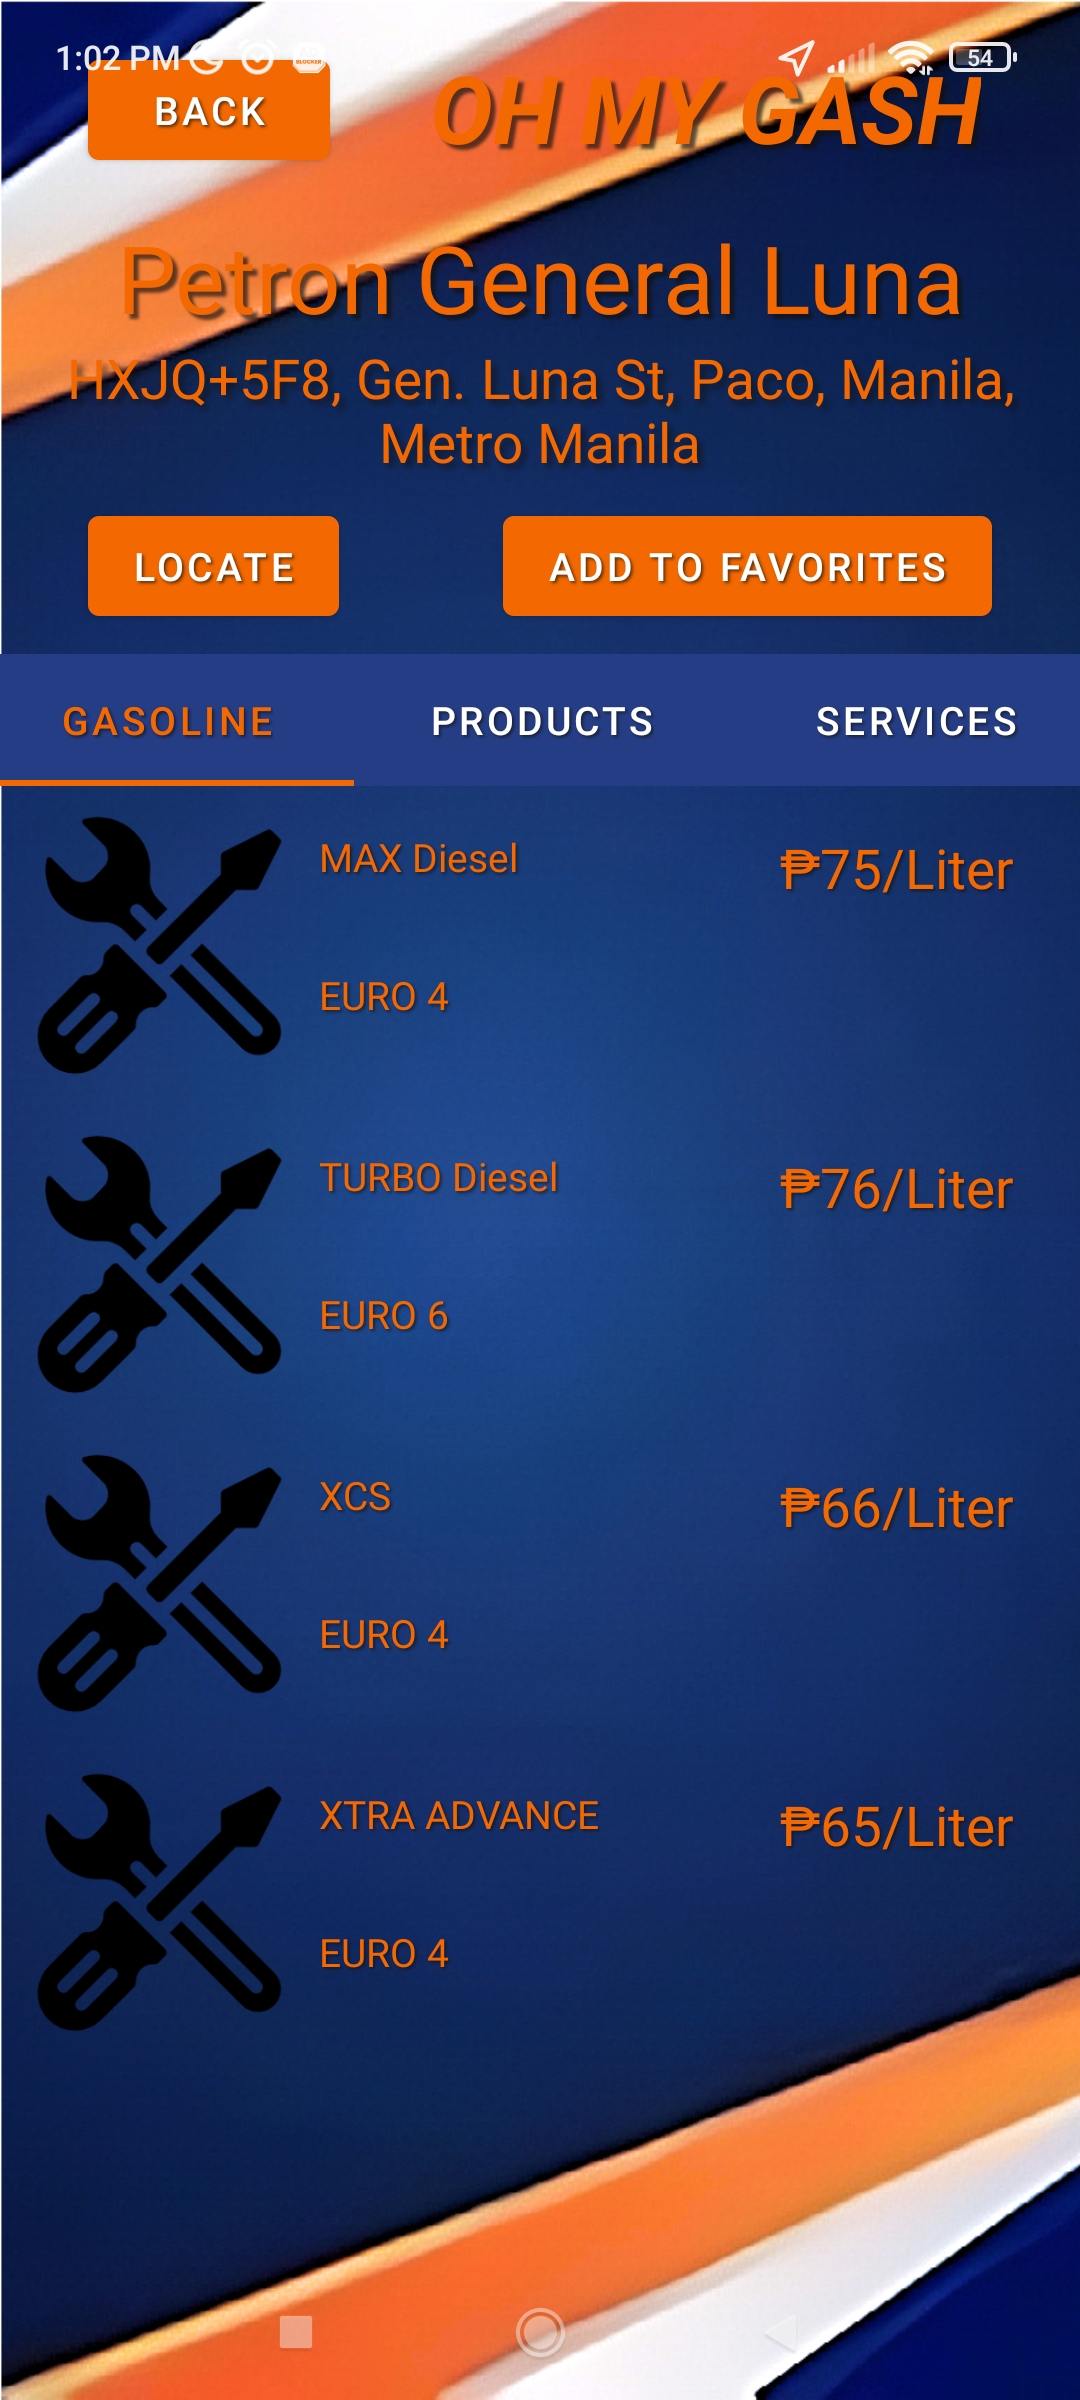 1:02 PM
54
BACK
OH MY GASH
Petron General Luna
HXJQ+5F8, Gen. Luna St, Paco, Manila,
Metro Manila
LOCATE
ADD TO FAVORITES
GASOLINE
PRODUCTS
SERVICES
MAX Diesel
₱75/Liter
EURO 4
TURBO Diesel
₱76/Liter
EURO 6
XCS
₱66/Liter
EURO 4
XTRA ADVANCE
₱65/Liter
EURO 4